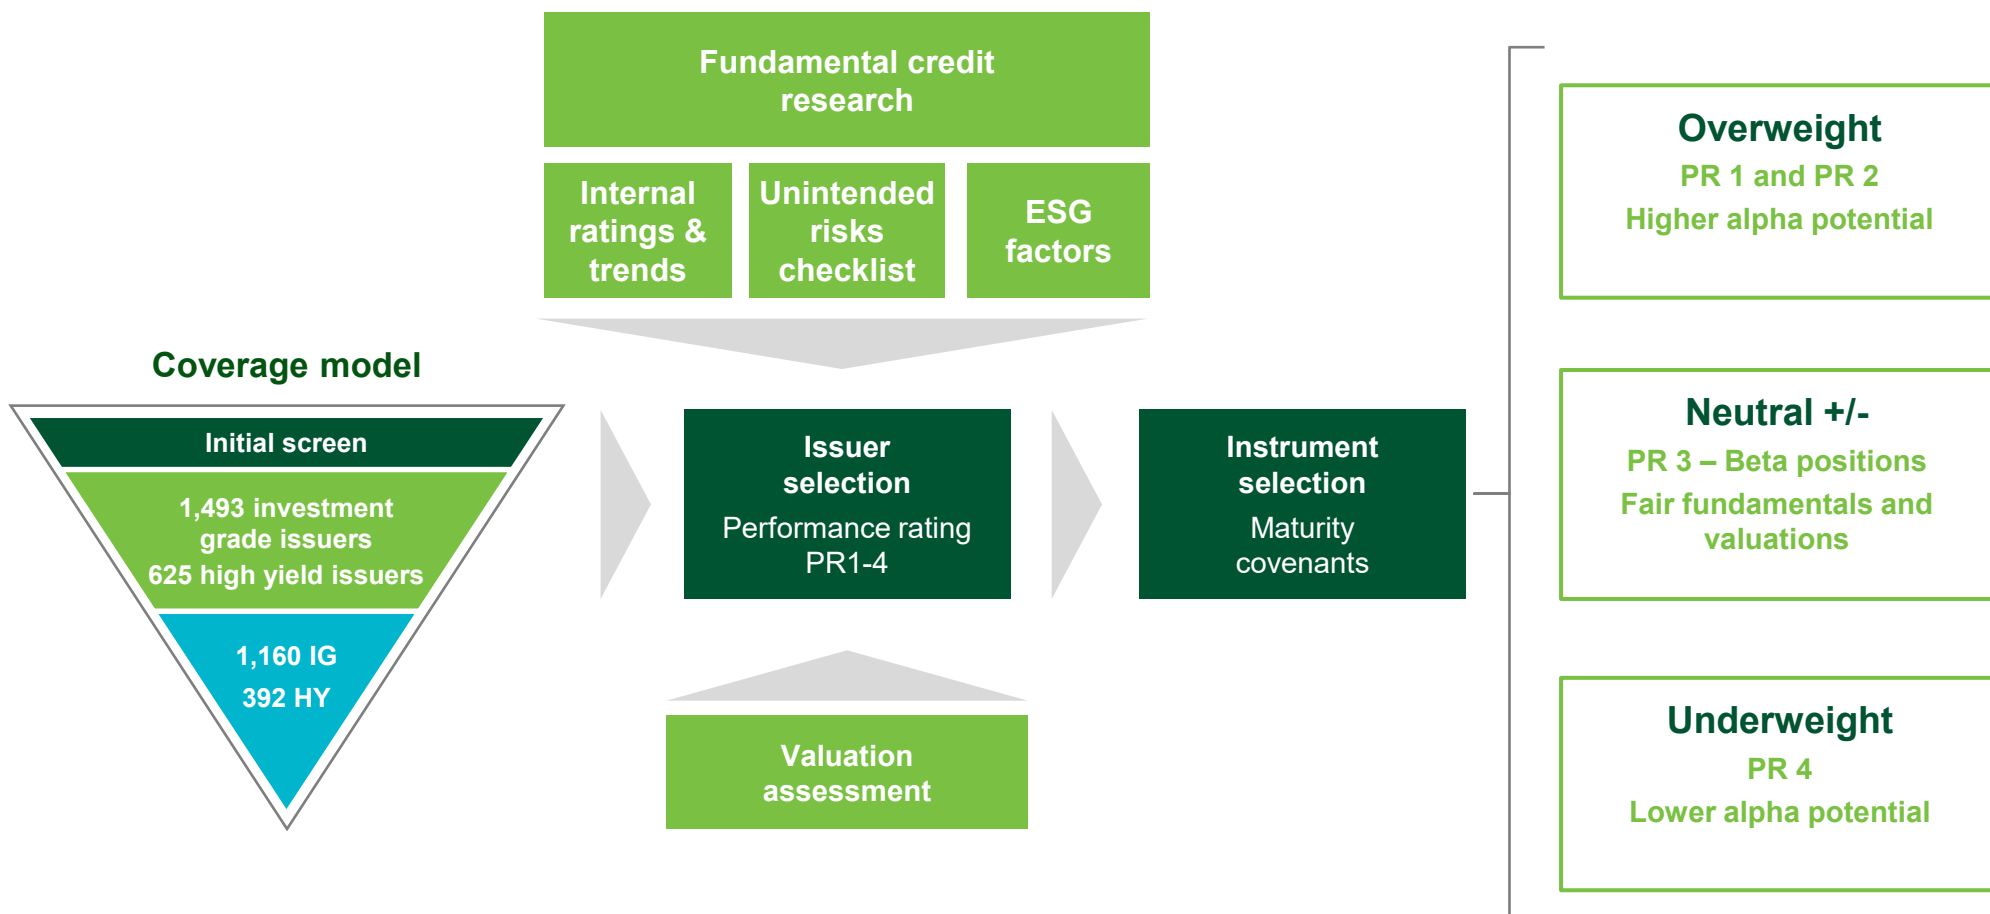 Fundamental credit
research
Internal
ratings &
trends
Unintended
risks
checklist
ESG
factors
Coverage model
Initial screen
1,493 investment
grade issuers
625 high yield issuers
1,160 IG
392 HY
Issuer
selection
Performance rating
PR1-4
Valuation
assessment
Instrument
selection
Maturity
covenants
Overweight
PR 1 and PR 2
Higher alpha potential
Neutral +/-
PR 3 – Beta positions
Fair fundamentals and
valuations
Underweight
PR 4
Lower alpha potential